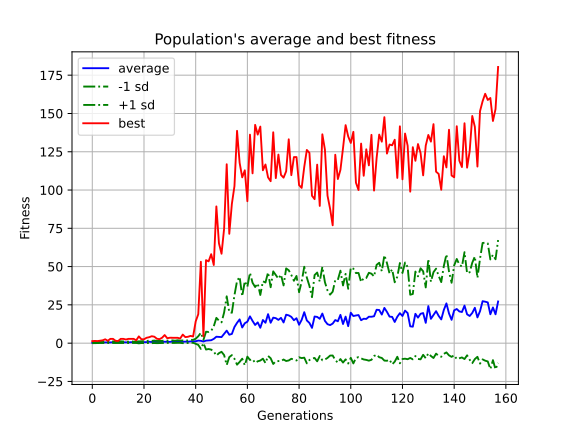 Population's average and best fitness
average
-1 sd
+1 sd
best
Fitness
175
150
125
100
75
50
25
0
−25
0 20 40 60 80 100 120 140 160
Generations